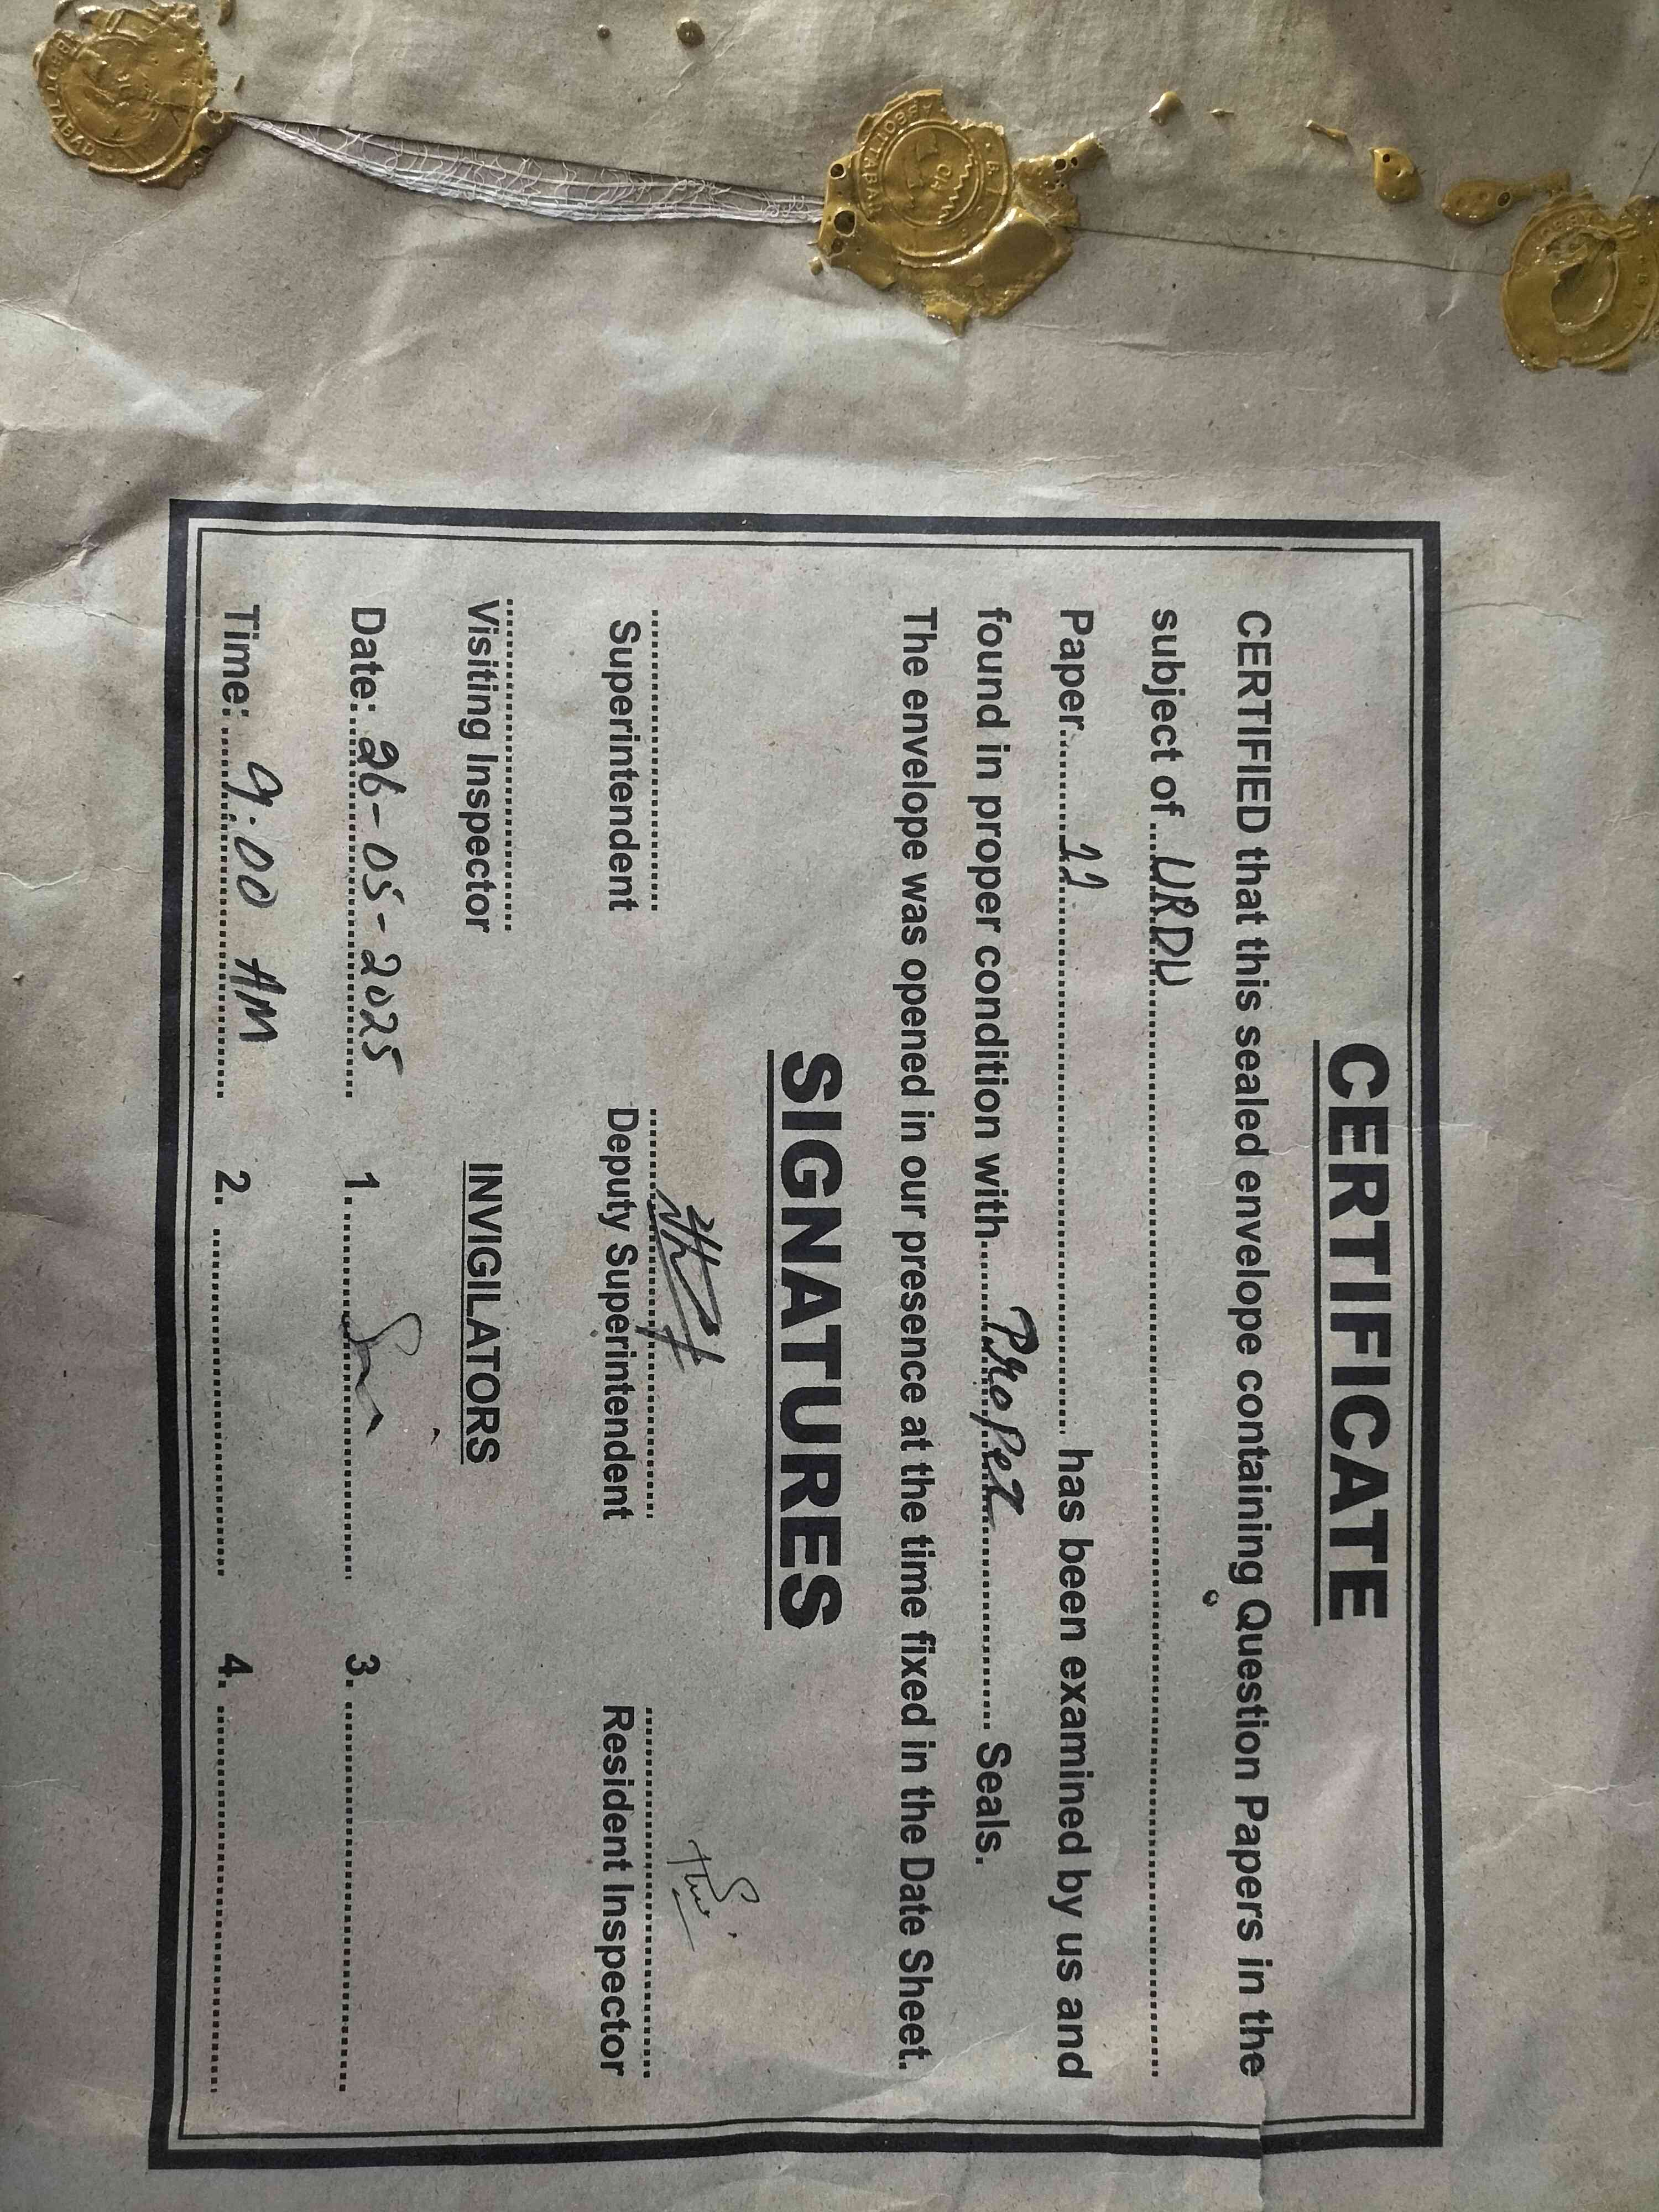 ABBOTTABAD
ABBOTTABAD
CERTIFICATE
CERTIFIED that this sealed envelope containing Question Papers in the
subject of....URDU....................
Paper........11.................... has been examined by us and
found in proper condition with......Proper.................. Seals.
The envelope was opened in our presence at the time fixed in the Date Sheet.
SIGNATURES
Superintendent Deputy Superintendent Resident Inspector
Visiting Inspector INVIGILATORS
Date: 26-05-2025 1. 3.
Time: 9:00 AM 2. 4.